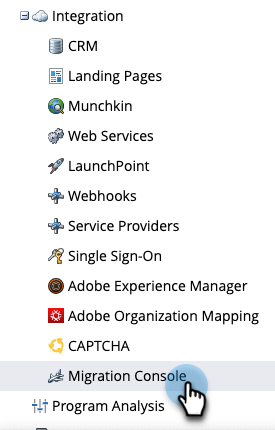 Integration
CRM
Landing Pages
Munchkin
Web Services
LaunchPoint
Webhooks
Service Providers
Single Sign-On
Adobe Experience Manager
Adobe Organization Mapping
CAPTCHA
Migration Console
Program Analysis